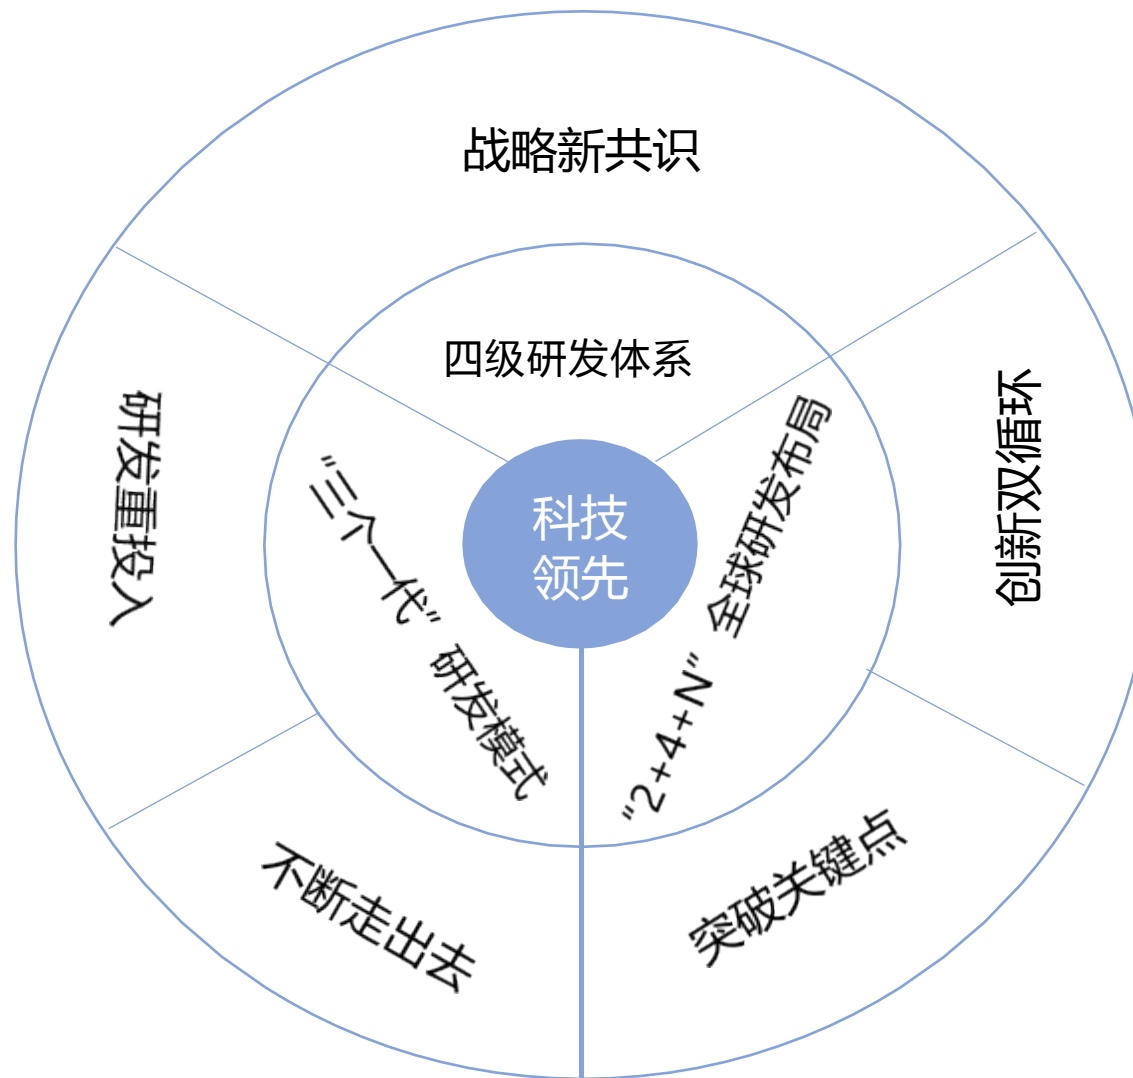 战略新共识
四级研发体系
创新双循环
研发重投入
“三个一代”研发模式
科技
领先
“2+4+N”全球研发布局
不断走出去
突破关键点